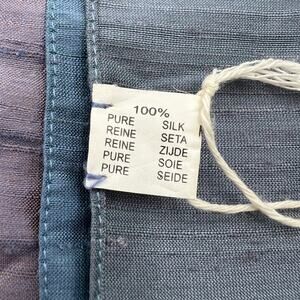 100%
PURE SILK
REINE SETA
REINE ZIJDE
PURE SOIE
PURE SEIDE